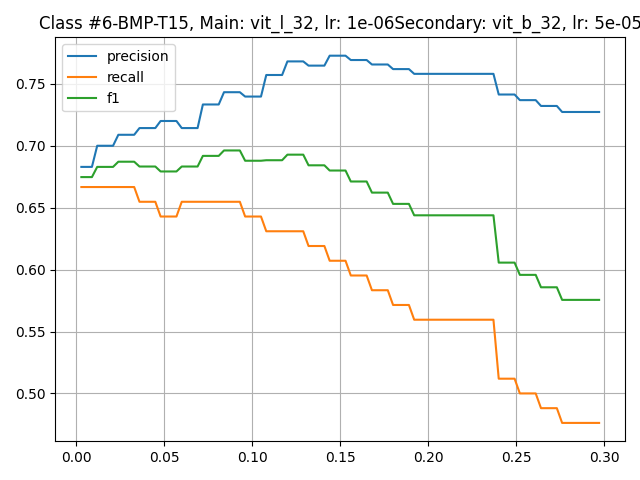 Class #6-BMP-T15, Main: vit_l_32, lr: 1e-06Secondary: vit_b_32, lr: 5e-05
precision
recall
f1
0.75
0.70
0.65
0.60
0.55
0.50
0.00 0.05 0.10 0.15 0.20 0.25 0.30